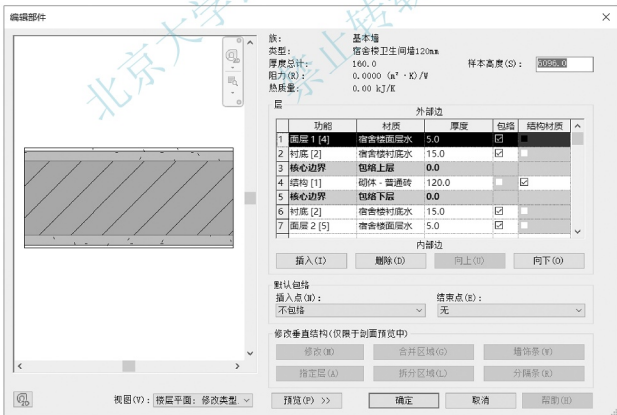 编辑部件
族: 基本墙
类型: 宿舍楼卫生间墙120mm
厚度总计: 160.0 样本高度(S): 6096.0
阻力(R): 0.0000 (m²·K)/W
热质量: 0.00 kJ/K
层
外部边
功能 材质 厚度 包络 结构材质
1 面层 1 [4] 宿舍楼面层水 5.0
2 衬底 [2] 宿舍楼衬底水 15.0
3 核心边界 包络上层 0.0
4 结构 [1] 砌体 - 普通砖 120.0
5 核心边界 包络下层 0.0
6 衬底 [2] 宿舍楼衬底水 15.0
7 面层 2 [5] 宿舍楼面层水 5.0
内部边
插入(I) 删除(D) 向上(U) 向下(O)
默认包络
插入点(N): 结束点(E):
不包络 无
修改垂直结构(仅限于剖面预览中)
修改(M) 合并区域(G) 墙饰条(W)
指定层(A) 拆分区域(L) 分隔条(R)
视图(V): 楼层平面: 修改类型. 预览(P) >> 确定 取消 帮助(H)
北京大学
禁止转